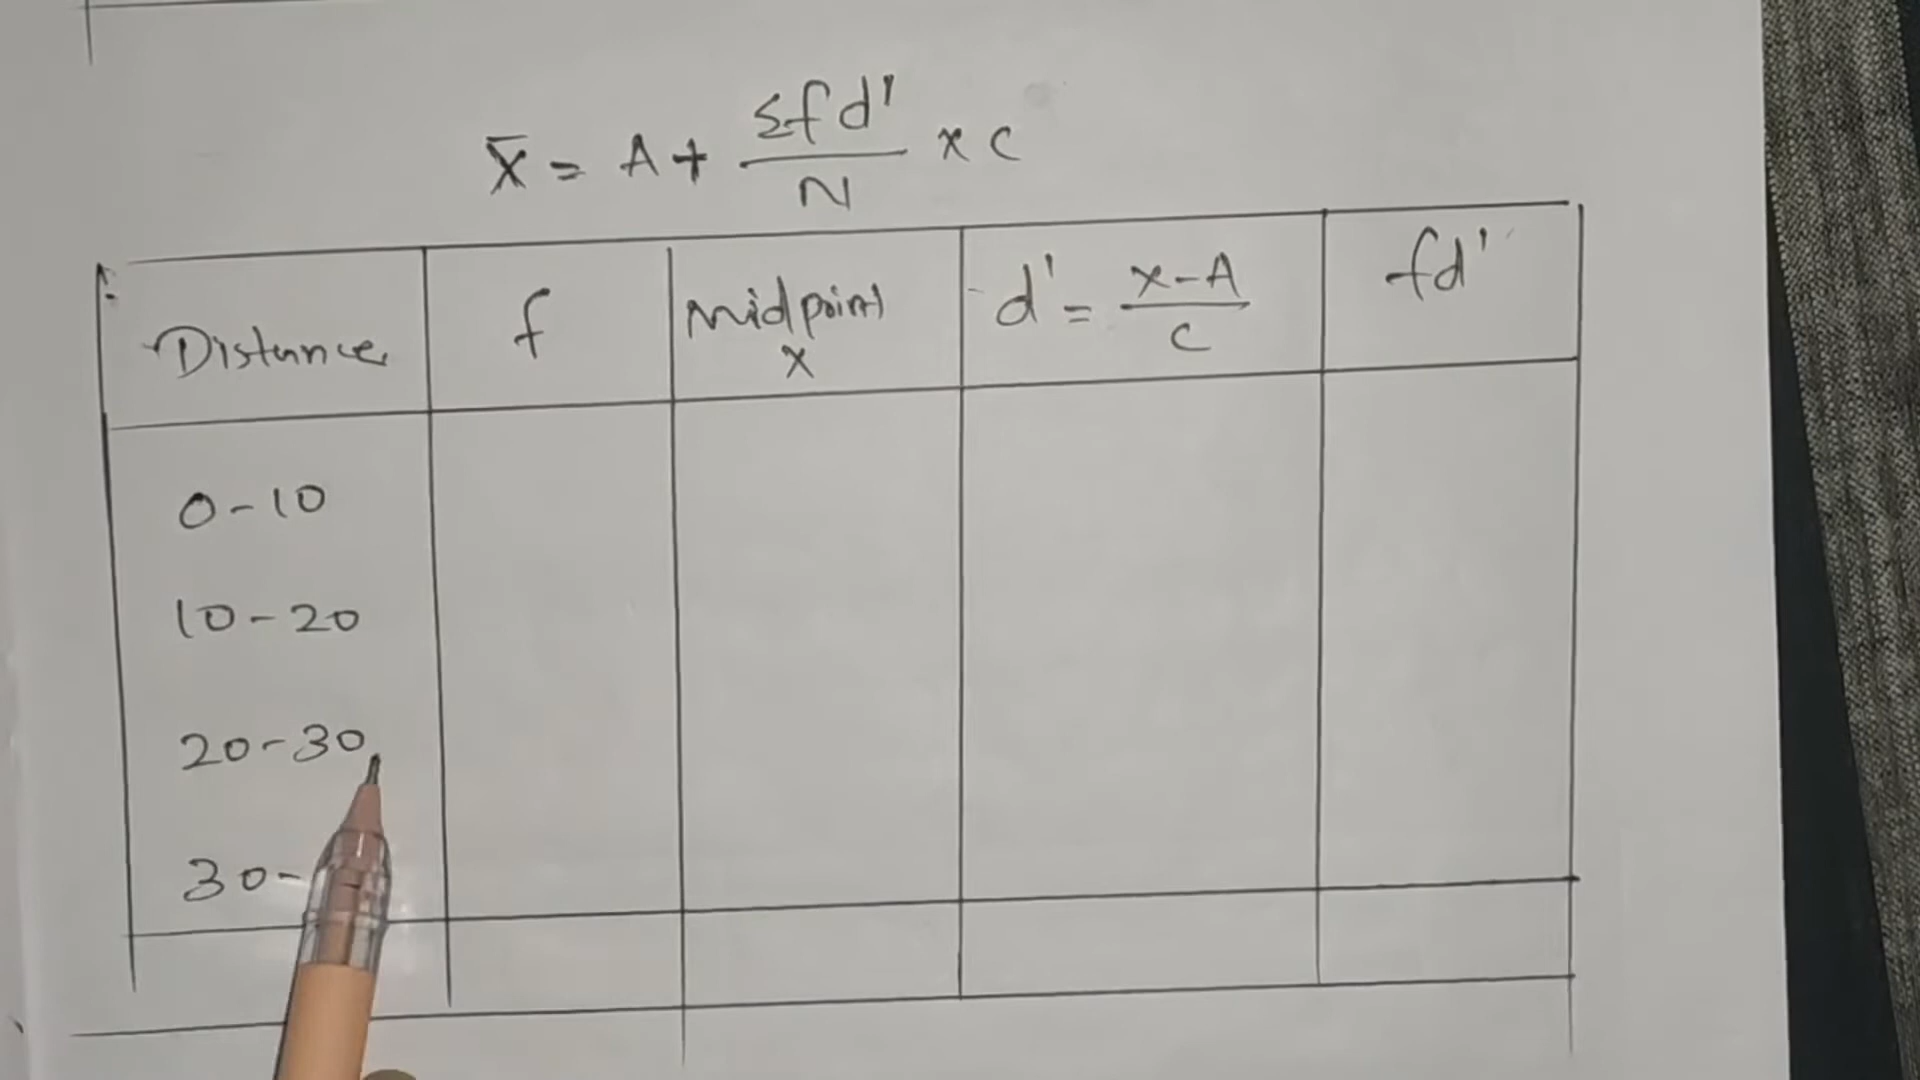 X̄ = A + Σfd' / N × C
Distance f Midpoint x d' = x-A / C fd'
0-10
10-20
20-30
30-